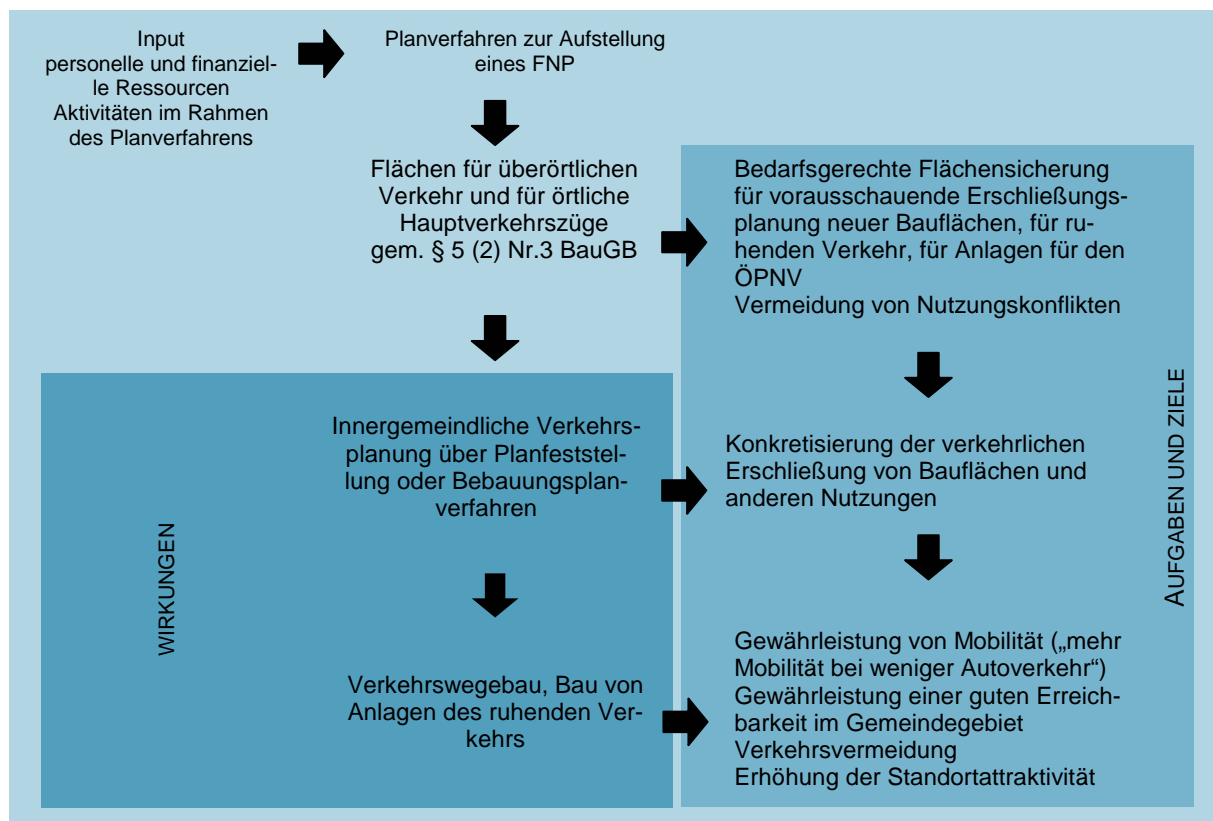 Input
personelle und finanziel-
le Ressourcen
Aktivitäten im Rahmen
des Planverfahrens
Planverfahren zur Aufstellung
eines FNP
Flächen für überörtlichen
Verkehr und für örtliche
Hauptverkehrszüge
gem. § 5 (2) Nr.3 BauGB
Bedarfsgerechte Flächensicherung
für vorausschauende Erschließungs-
planung neuer Bauflächen, für ru-
henden Verkehr, für Anlagen für den
ÖPNV
Vermeidung von Nutzungskonflikten
Innergemeindliche Verkehrs-
planung über Planfeststel-
lung oder Bebauungsplan-
verfahren
Konkretisierung der verkehrlichen
Erschließung von Bauflächen und
anderen Nutzungen
Verkehrswegebau, Bau von
Anlagen des ruhenden Ver-
kehrs
Gewährleistung von Mobilität („mehr
Mobilität bei weniger Autoverkehr“)
Gewährleistung einer guten Erreich-
barkeit im Gemeindegebiet
Verkehrsvermeidung
Erhöhung der Standortattraktivität
WIRKUNGEN
AUFGABEN UND ZIELE